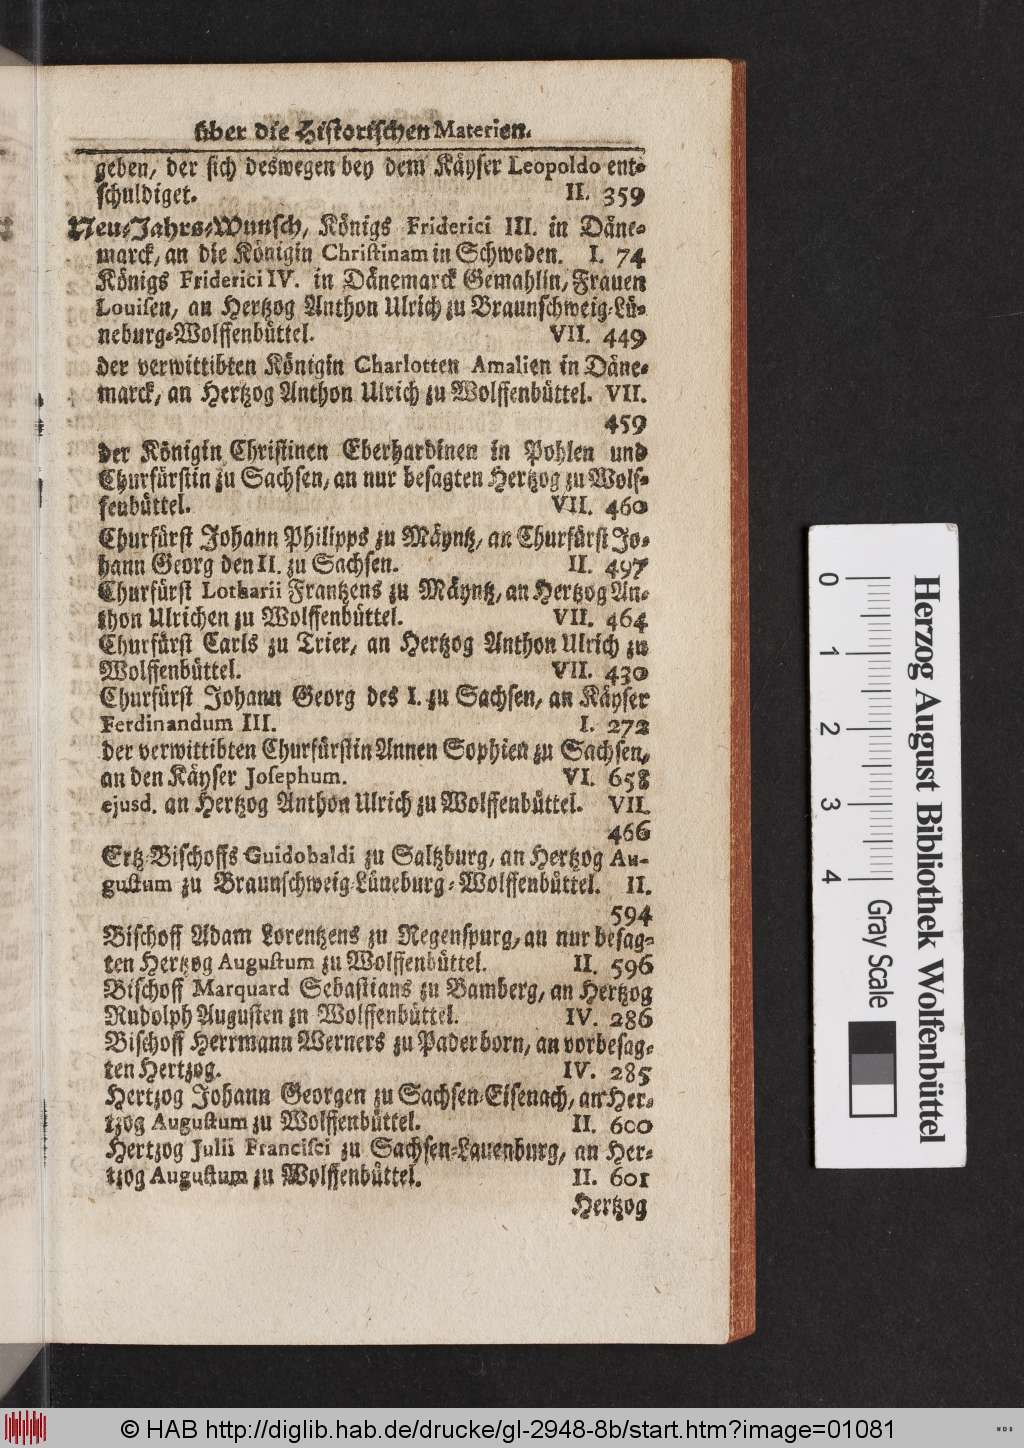 über die Historischen Materien.
geben, der sich deswegen bey dem Käyser Leopoldo ent-
schuldiget. II. 359
Neu-Jahrs-Wunsch, Königs Friderici III. in Däne-
marck, an die Königin Christinam in Schweden. I. 74
Königs Friderici IV. in Dänemarck Gemahlin, Frauen
Louisen, an Hertzog Anthon Ulrich zu Braunschweig-Lü-
neburg-Wolffenbüttel. VII. 449
der verwittibten Königin Charlotten Amalien in Däne-
marck, an Hertzog Anthon Ulrich zu Wolffenbüttel. VII.
459
der Königin Christinen Eberhardinen in Pohlen und
Churfürstin zu Sachsen, an nur besagten Hertzog zu Wolf-
fenbüttel. VII. 460
Churfürst Johann Philipps zu Mäyntz, an Churfürst Jo-
hann Georg den II. zu Sachsen. II. 497
Churfürst Lotharii Frantzens zu Mäyntz, an Hertzog An-
thon Ulrichen zu Wolffenbüttel. VII. 464
Churfürst Carls zu Trier, an Hertzog Anthon Ulrich zu
Wolffenbüttel. VII. 430
Churfürst Johann Georg des I. zu Sachsen, an Käyser
Ferdinandum III. I. 272
der verwittibten Churfürstin Annen Sophien zu Sachsen,
an den Käyser Josephum. VI. 658
ejusd. an Hertzog Anthon Ulrich zu Wolffenbüttel. VII.
466
Ertz-Bischoffs Guidobaldi zu Saltzburg, an Hertzog Au-
gustum zu Braunschweig-Lüneburg-Wolffenbüttel. II.
594
Bischoff Adam Lorentzens zu Regenspurg, an nur besag-
ten Hertzog Augustum zu Wolffenbüttel. II. 596
Bischoff Marquard Sebastians zu Bamberg, an Hertzog
Rudolph Augusten zu Wolffenbüttel. IV. 286
Bischoff Herrmann Werners zu Paderborn, an vorbesag-
ten Hertzog. IV. 285
Hertzog Johann Georgen zu Sachsen-Eisenach, an Her-
tzog Augustum zu Wolffenbüttel. II. 600
Hertzog Julii Francisci zu Sachsen-Lauenburg, an Her-
tzog Augustum zu Wolffenbüttel. II. 601
Hertzog
Herzog August Bibliothek Wolfenbüttel
0 1 2 3 4 Gray Scale
© HAB http://diglib.hab.de/drucke/gl-2948-8b/start.htm?image=01081